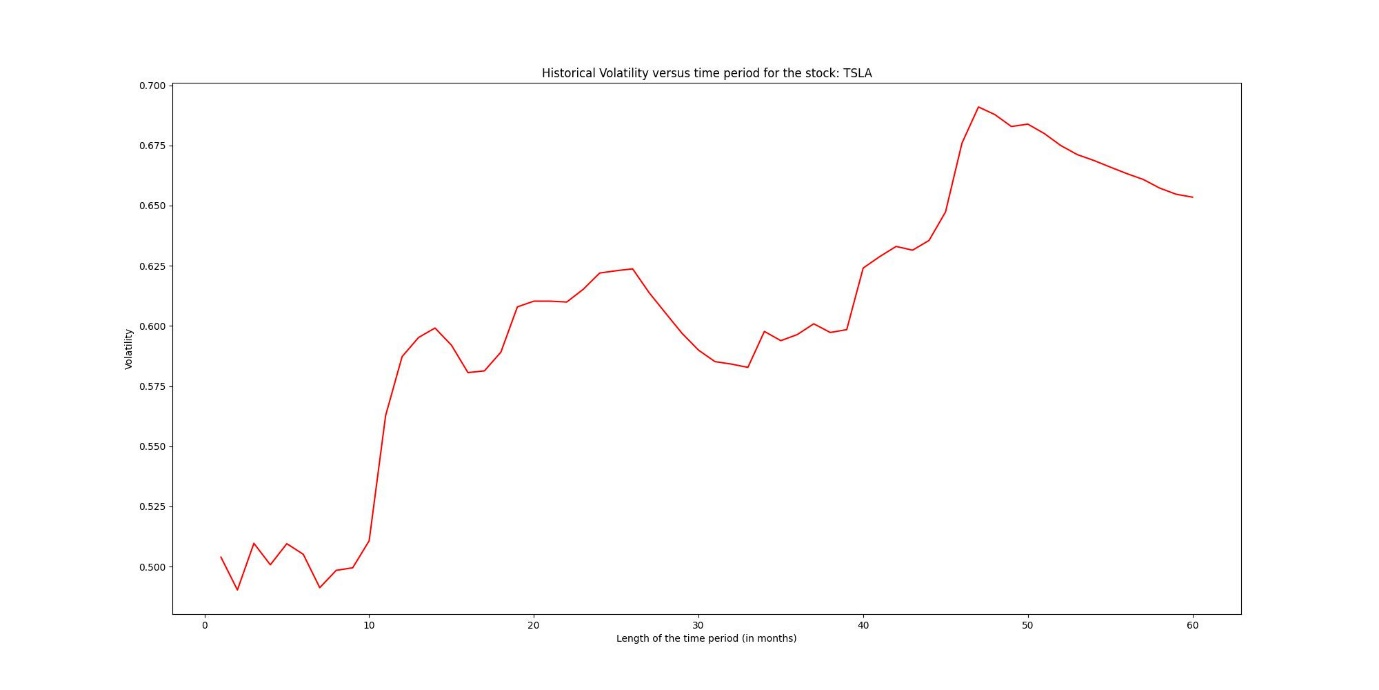 Historical Volatility versus time period for the stock: TSLA
0.700
0.675
0.650
0.625
0.600
0.575
0.550
0.525
0.500
Volatility
0 10 20 30 40 50 60
Length of the time period (in months)